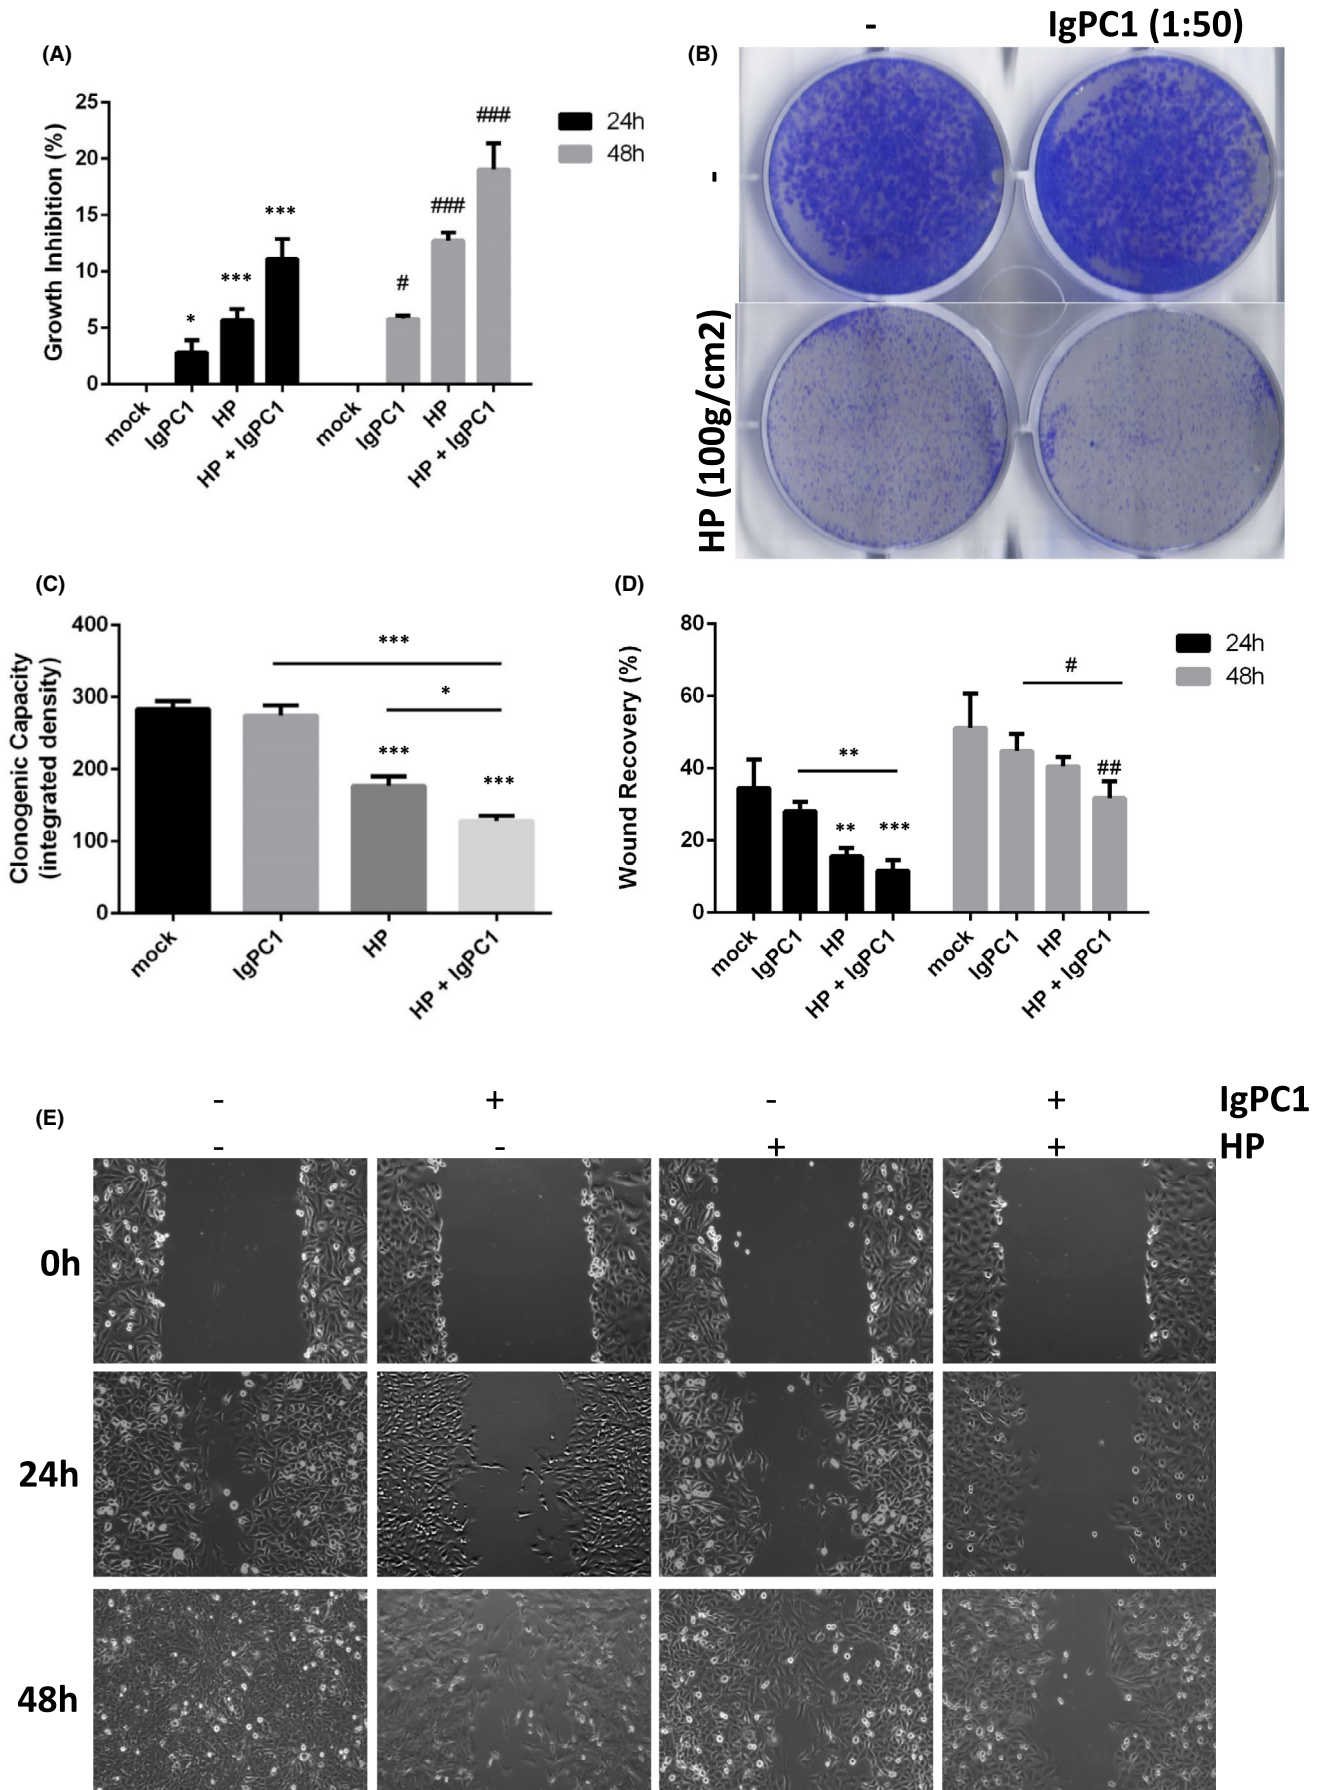 (A)
Growth Inhibition (%)
25
20
15
10
5
0
*
***
***
#
###
###
24h
48h
mock
IgPC1
HP
HP + IgPC1
mock
IgPC1
HP
HP + IgPC1
(B)
-
IgPC1 (1:50)
-
HP (100g/cm2)
(C)
Clonogenic Capacity
(integrated density)
400
300
200
100
0
***
*
***
***
mock
IgPC1
HP
HP + IgPC1
(D)
Wound Recovery (%)
80
60
40
20
0
**
**
***
#
##
24h
48h
mock
IgPC1
HP
HP + IgPC1
mock
IgPC1
HP
HP + IgPC1
(E)
- + - + IgPC1
- - + + HP
0h
24h
48h